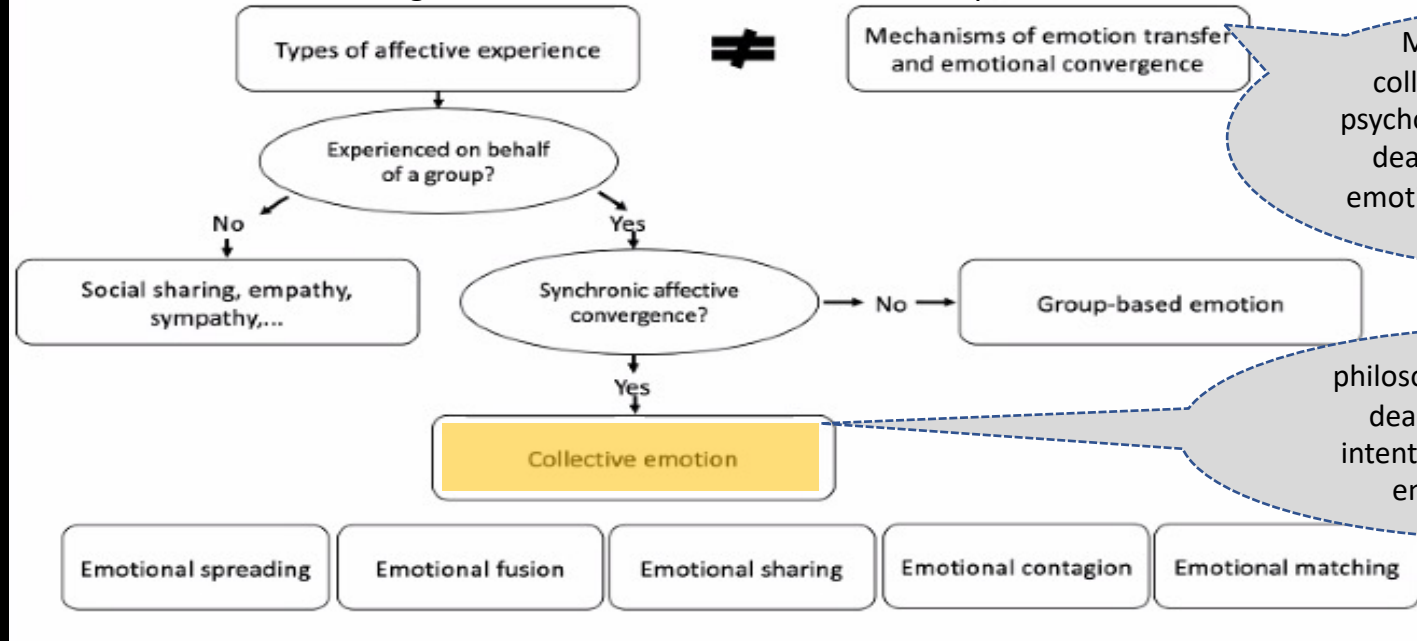 Types of affective experience
≠
Mechanisms of emotion transfer
and emotional convergence
Experienced on behalf
of a group?
No
Yes
Social sharing, empathy,
sympathy,...
Synchronic affective
convergence?
No
Group-based emotion
Yes
Collective emotion
Emotional spreading
Emotional fusion
Emotional sharing
Emotional contagion
Emotional matching